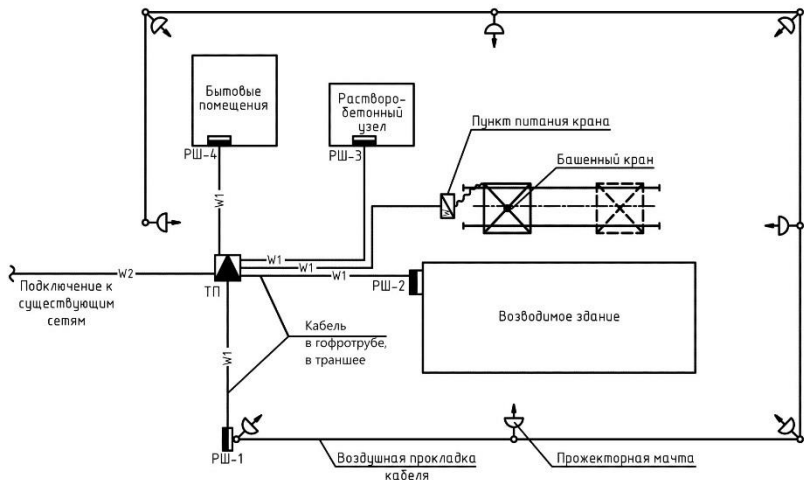 Бытовые
помещения
РШ-4
Растворо-
бетонный
узел
РШ-3
Пункт питания крана
Башенный кран
W1
W1
W1
W1
W2
ТП
Подключение к
существующим
сетям
РШ-2
Возводимое здание
Кабель
в гофротрубе,
в траншее
W1
РШ-1
Воздушная прокладка
кабеля
Прожекторная мачта